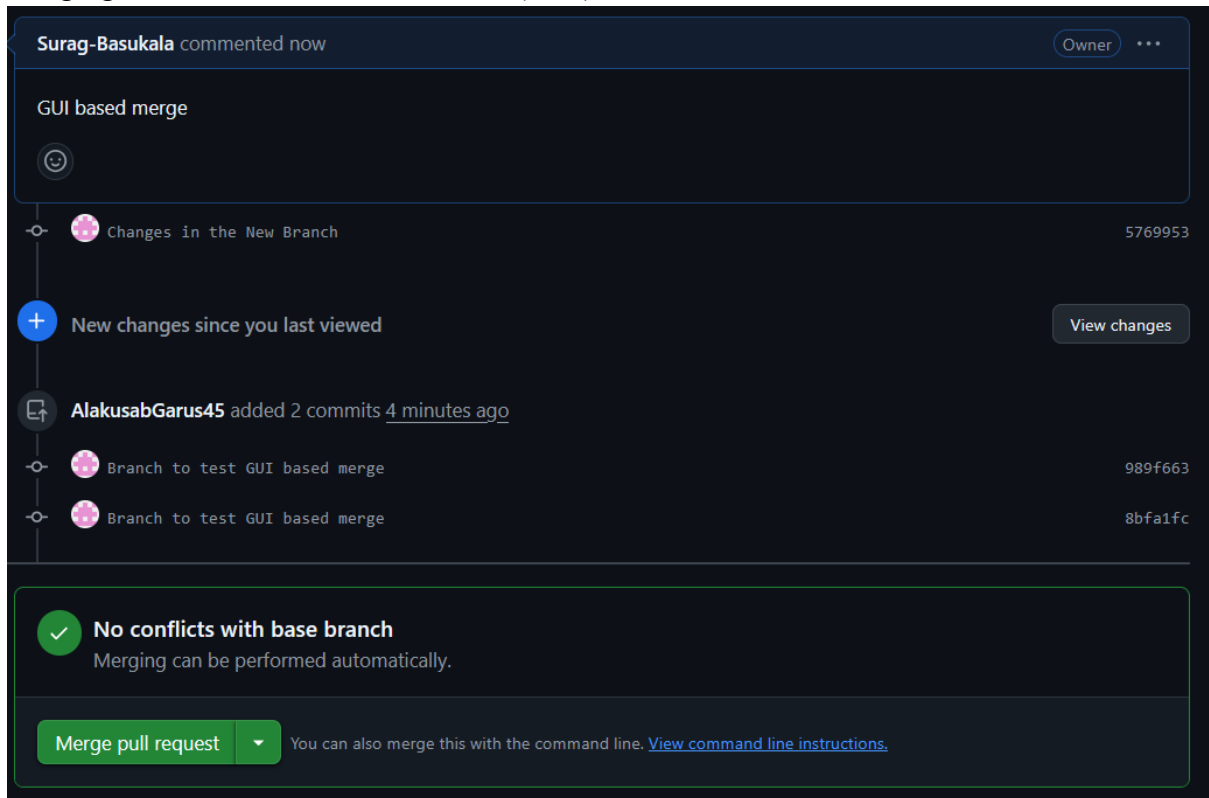 Surag-Basukala commented now Owner ...
GUI based merge
Changes in the New Branch 5769953
New changes since you last viewed View changes
AlakusabGarus45 added 2 commits 4 minutes ago
Branch to test GUI based merge 989f663
Branch to test GUI based merge 8bfa1fc
No conflicts with base branch
Merging can be performed automatically.
Merge pull request You can also merge this with the command line. View command line instructions.